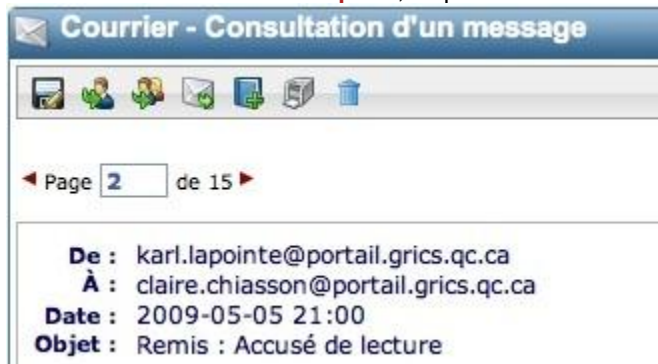 Courrier - Consultation d'un message
Page 2 de 15
De : karl.lapointe@portail.grics.qc.ca
À : claire.chiasson@portail.grics.qc.ca
Date : 2009-05-05 21:00
Objet : Remis : Accusé de lecture